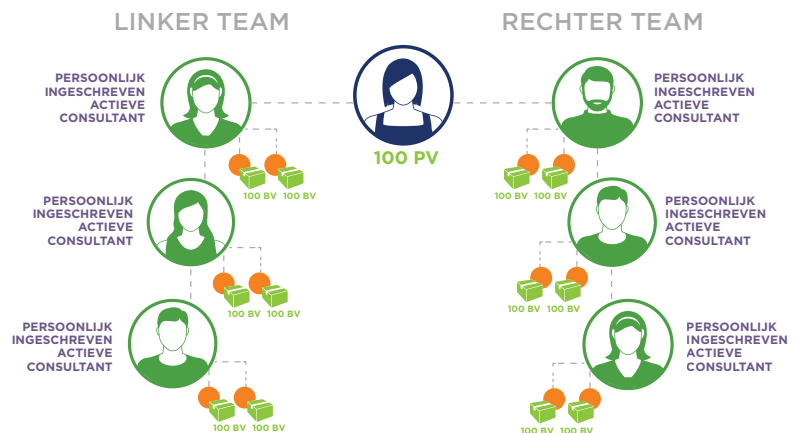 LINKER TEAM
RECHTER TEAM
PERSOONLIJK
INGESCHREVEN
ACTIEVE
CONSULTANT
PERSOONLIJK
INGESCHREVEN
ACTIEVE
CONSULTANT
100 PV
100 BV 100 BV
100 BV 100 BV
PERSOONLIJK
INGESCHREVEN
ACTIEVE
CONSULTANT
PERSOONLIJK
INGESCHREVEN
ACTIEVE
CONSULTANT
100 BV 100 BV
100 BV 100 BV
PERSOONLIJK
INGESCHREVEN
ACTIEVE
CONSULTANT
PERSOONLIJK
INGESCHREVEN
ACTIEVE
CONSULTANT
100 BV 100 BV
100 BV 100 BV